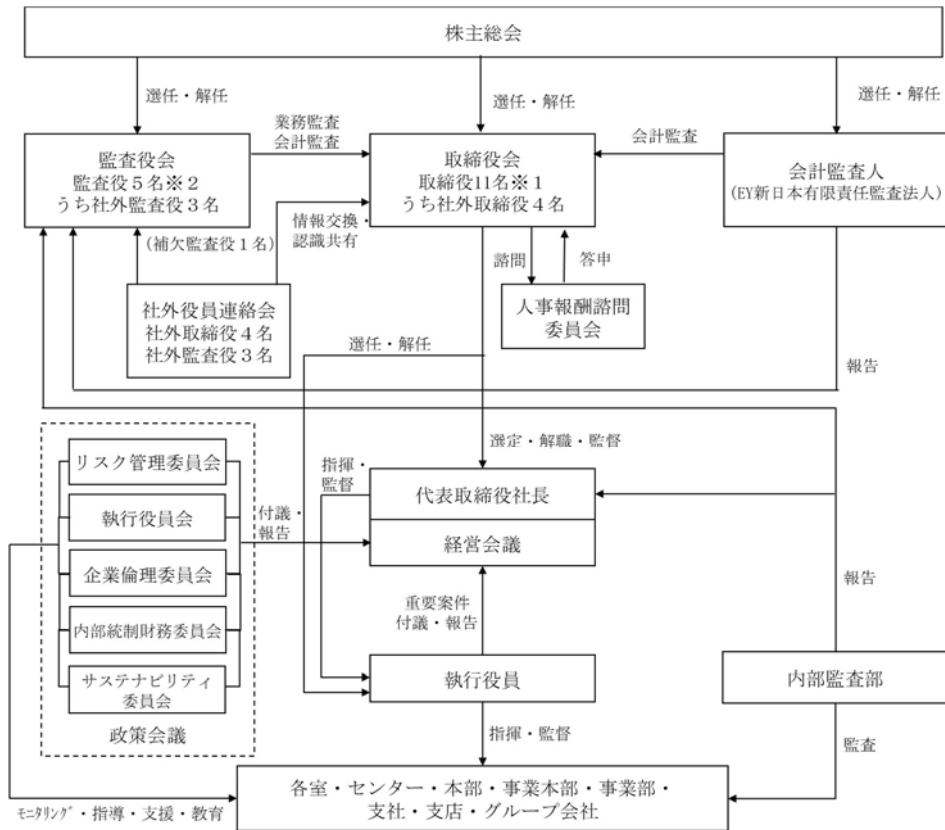 株主総会
選任・解任
選任・解任
選任・解任
業務監査
会計監査
会計監査
監査役会
監査役5名※2
うち社外監査役3名
取締役会
取締役11名※1
うち社外取締役4名
会計監査人
(EY新日本有限責任監査法人)
(補欠監査役1名)
情報交換・
認識共有
諮問
答申
社外役員連絡会
社外取締役4名
社外監査役3名
人事報酬諮問
委員会
選任・解任
報告
選定・解職・監督
リスク管理委員会
執行役員会
企業倫理委員会
内部統制財務委員会
サステナビリティ
委員会
政策会議
付議・
報告
指揮・
監督
代表取締役社長
経営会議
重要案件
付議・報告
報告
執行役員
内部監査部
指揮・監督
監査
各室・センター・本部・事業本部・事業部・
支社・支店・グループ会社
ﾓﾆﾀﾘﾝｸﾞ・指導・支援・教育